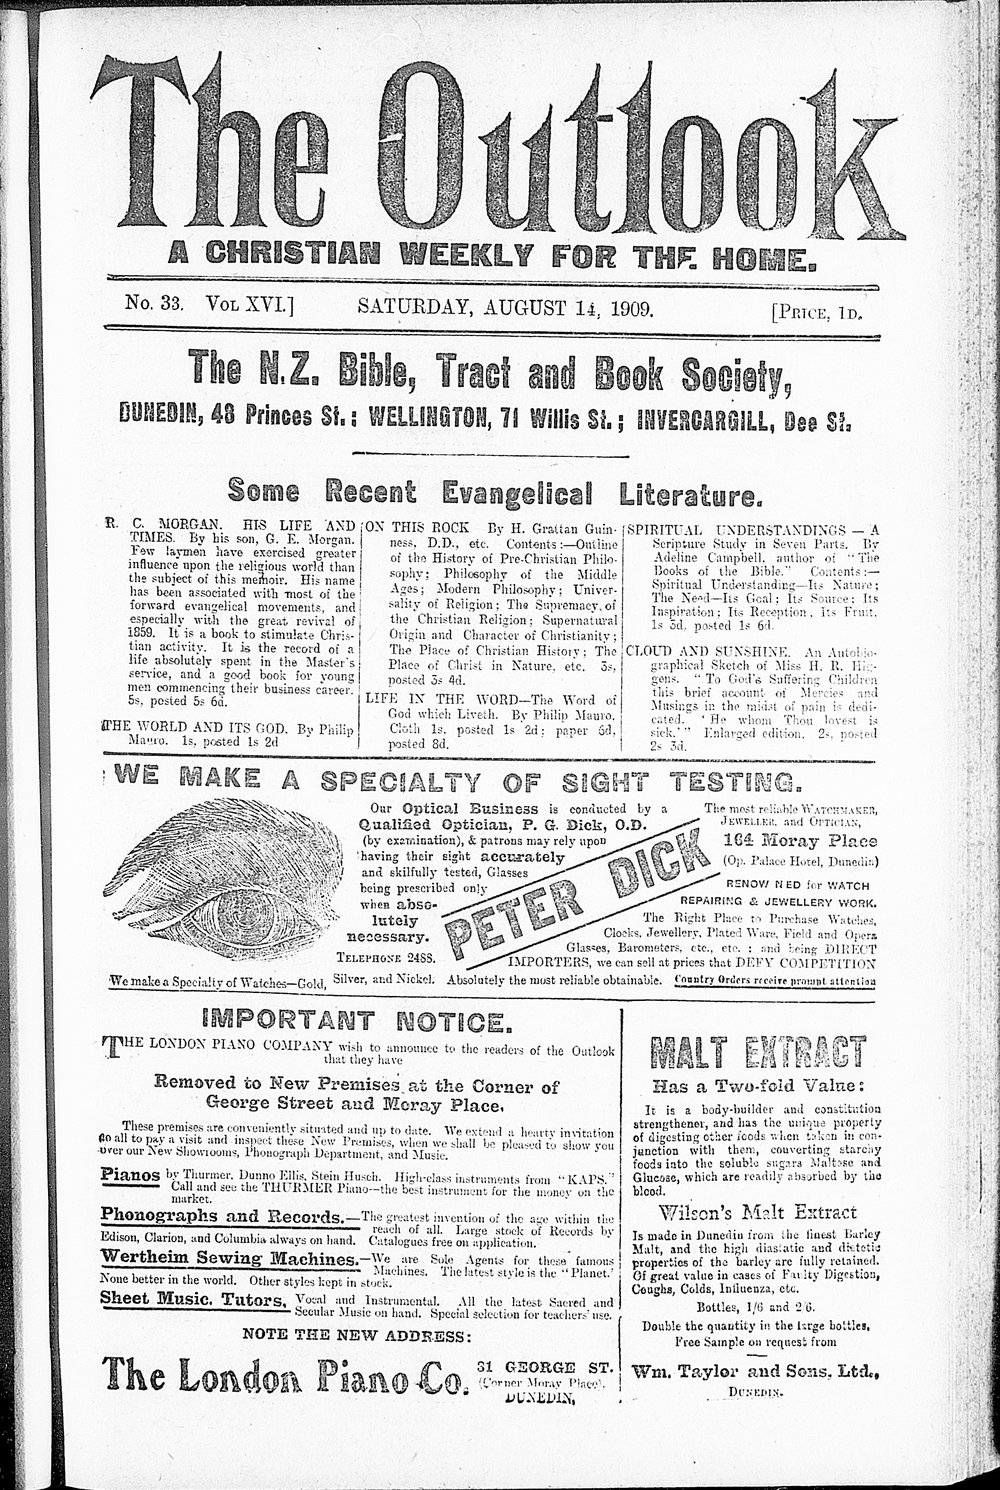 The Outlook
A CHRISTIAN WEEKLY FOR THE HOME.
No. 33. VOL XVI.] SATURDAY, AUGUST 14, 1909. [PRICE, 1D.
The N.Z. Bible, Tract and Book Society,
DUNEDIN, 48 Princes St. ; WELLINGTON, 71 Willis St. ; INVERCARGILL, Dee St.
Some Recent Evangelical Literature.
R. C. MORGAN. HIS LIFE AND
TIMES. By his son, G. E. Morgan.
Few laymen have exercised greater
influence upon the religious world than
the subject of this memoir. His name
has been associated with most of the
forward evangelical movements, and
especially with the great revival of
1859. It is a book to stimulate Chris-
tian activity. It is the record of a
life absolutely spent in the Master's
service, and a good book for young
men commencing their business career.
5s, posted 5s 6d.
THE WORLD AND ITS GOD. By Philip
Mauro. 1s, posted 1s 2d
ON THIS ROCK By H. Grattan Guin-
ness, D.D., etc. Contents:—Outline
of the History of Pre-Christian Philo-
sophy; Philosophy of the Middle
Ages; Modern Philosophy; Univer-
sality of Religion; The Supremacy of
the Christian Religion; Supernatural
Origin and Character of Christianity;
The Place of Christian History; The
Place of Christ in Nature, etc. 3s,
posted 3s 4d.
LIFE IN THE WORD—The Word of
God which Liveth. By Philip Mauro.
Cloth 1s, posted 1s 2d; paper 6d,
posted 8d.
SPIRITUAL UNDERSTANDINGS — A
Scripture Study in Seven Parts. By
Adeline Campbell, author of "The
Books of the Bible." Contents:—
Spiritual Understanding—Its Nature;
The Need—Its Goal; Its Source; Its
Inspiration; Its Reception, Its Fruit.
1s 3d, posted 1s 6d.
CLOUD AND SUNSHINE. An Autobio-
graphical Sketch of Miss H. R. Hig-
gens. "To God's Suffering Children
this brief account of Mercies and
Musings in the midst of pain is dedi-
cated. 'He whom Thou lovest is
sick.'" Enlarged edition. 2s, posted
2s 3d.
WE MAKE A SPECIALTY OF SIGHT TESTING.
Our Optical Business is conducted by a
Qualified Optician, P. G. Dick, O.D.
(by examination), & patrons may rely upon
having their sight accurately
and skilfully tested, Glasses
being prescribed only
when abso-
lutely
necessary.
TELEPHONE 2488.
PETER DICK
The most reliable WATCHMAKER,
JEWELLER, and OPTICIAN,
164 Moray Place
(Op. Palace Hotel, Dunedin)
RENOWNED for WATCH
REPAIRING & JEWELLERY WORK.
The Right Place to Purchase Watches,
Clocks, Jewellery, Plated Ware, Field and Opera
Glasses, Barometers, etc., etc. : and being DIRECT
IMPORTERS, we can sell at prices that DEFY COMPETITION
We make a Specialty of Watches—Gold, Silver, and Nickel. Absolutely the most reliable obtainable. Country Orders receive prompt attention
IMPORTANT NOTICE.
THE LONDON PIANO COMPANY wish to announce to the readers of the Outlook
that they have
Removed to New Premises at the Corner of
George Street and Moray Place.
These premises are conveniently situated and up to date. We extend a hearty invitation
to all to pay a visit and inspect these New Premises, when we shall be pleased to show you
over our New Showrooms, Phonograph Department, and Music.
Pianos by Thurmer, Dunno Ellis, Stein Husch. High-class instruments from "KAPS."
Call and see the THURMER Piano—the best instrument for the money on the
market.
Phonographs and Records.—The greatest invention of the age within the
reach of all. Large stock of Records by
Edison, Clarion, and Columbia always on hand. Catalogues free on application.
Wertheim Sewing Machines.—We are Sole Agents for these famous
Machines. The latest style is the "Planet."
None better in the world. Other styles kept in stock.
Sheet Music, Tutors, Vocal and Instrumental. All the latest Sacred and
Secular Music on hand. Special selection for teachers' use.
NOTE THE NEW ADDRESS:
The London Piano Co. 31 GEORGE ST.
(Corner Moray Place),
DUNEDIN,
MALT EXTRACT
Has a Two-fold Value:
It is a body-builder and constitution
strengthener, and has the unique property
of digesting other foods when taken in con-
junction with them, converting starchy
foods into the soluble sugars Maltose and
Glucose, which are readily absorbed by the
blood.
Wilson's Malt Extract
Is made in Dunedin from the finest Barley
Malt, and the high diastatic and dietetic
properties of the barley are fully retained.
Of great value in cases of Faulty Digestion,
Coughs, Colds, Influenza, etc.
Bottles, 1/6 and 2/6.
Double the quantity in the large bottles.
Free Sample on request from
Wm. Taylor and Sons, Ltd.,
DUNEDIN.